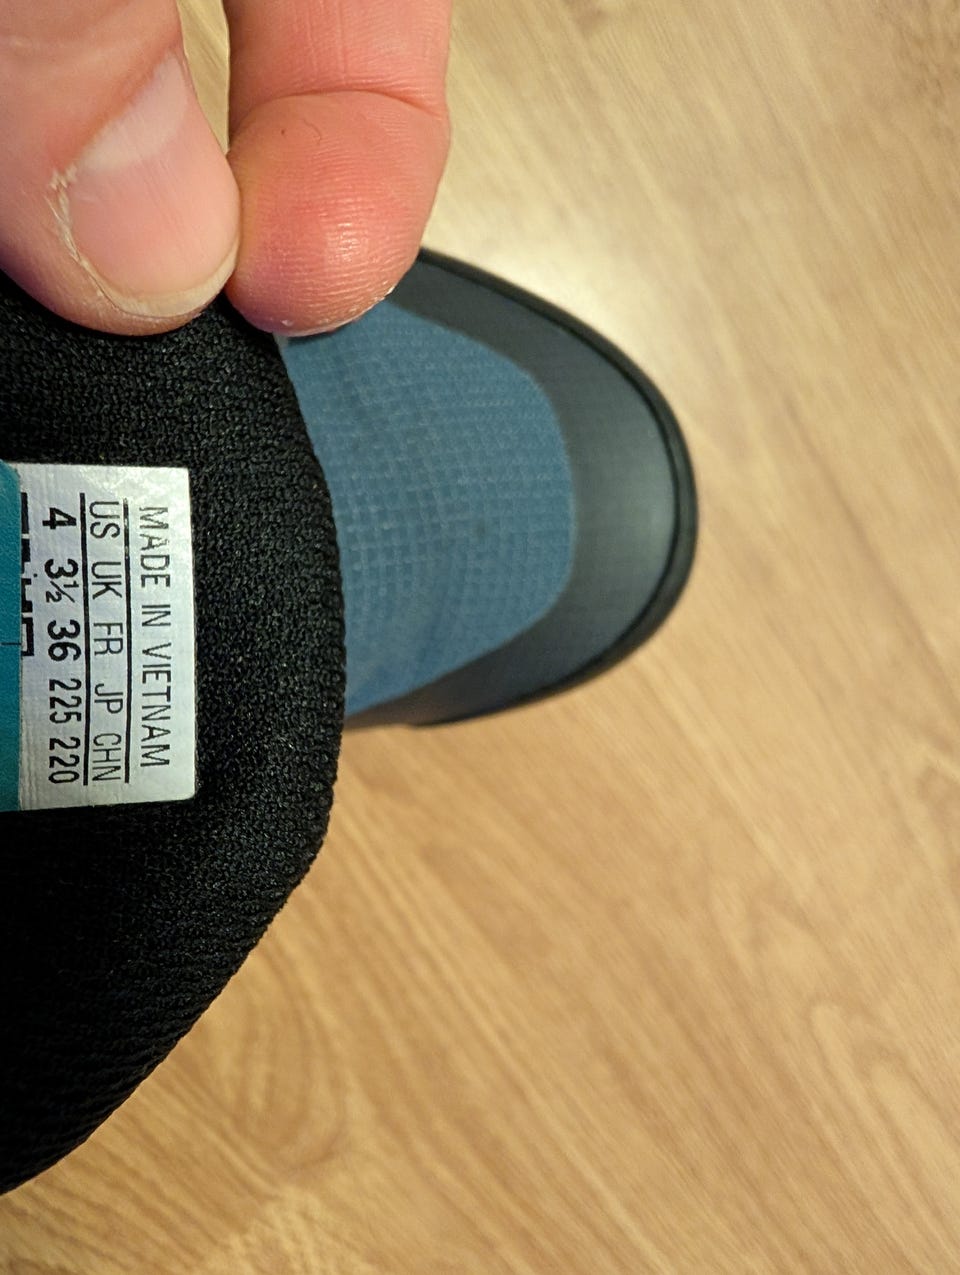 MADE IN VIETNAM
US UK FR JP CHN
4 3½ 36 225 220